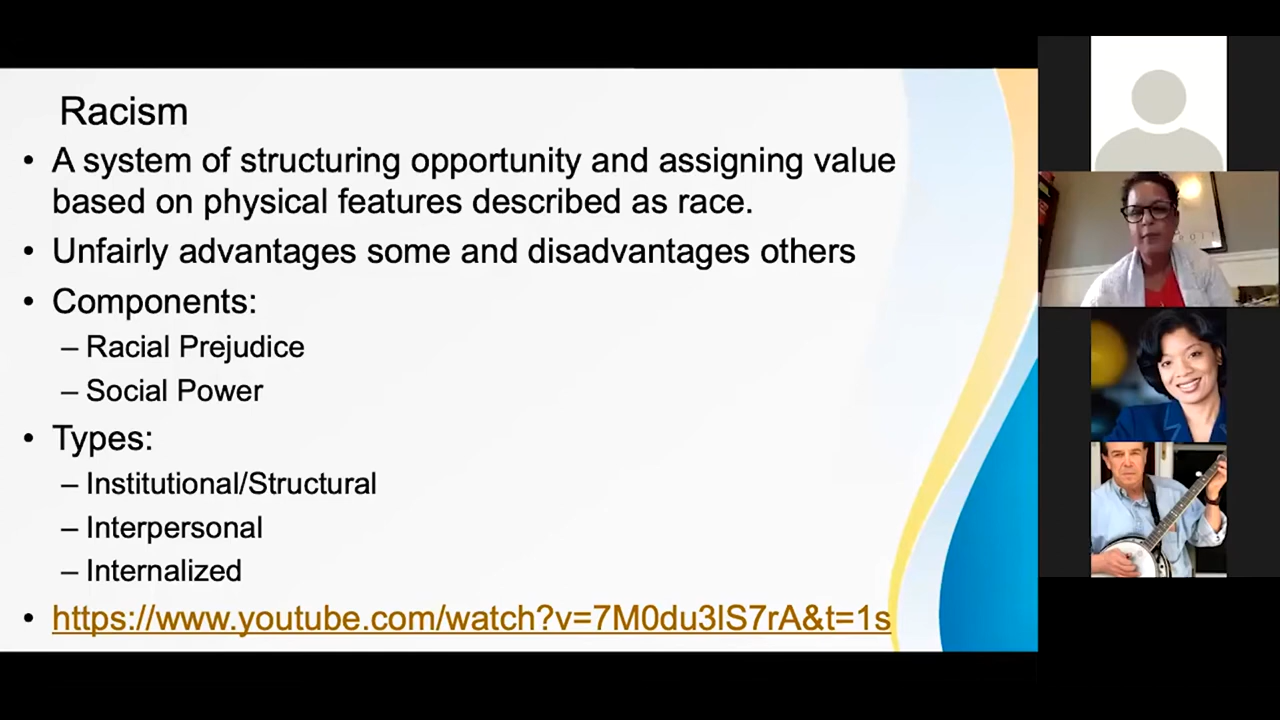 Racism
• A system of structuring opportunity and assigning value
based on physical features described as race.
• Unfairly advantages some and disadvantages others
• Components:
– Racial Prejudice
– Social Power
• Types:
– Institutional/Structural
– Interpersonal
– Internalized
• https://www.youtube.com/watch?v=7M0du3lS7rA&t=1s